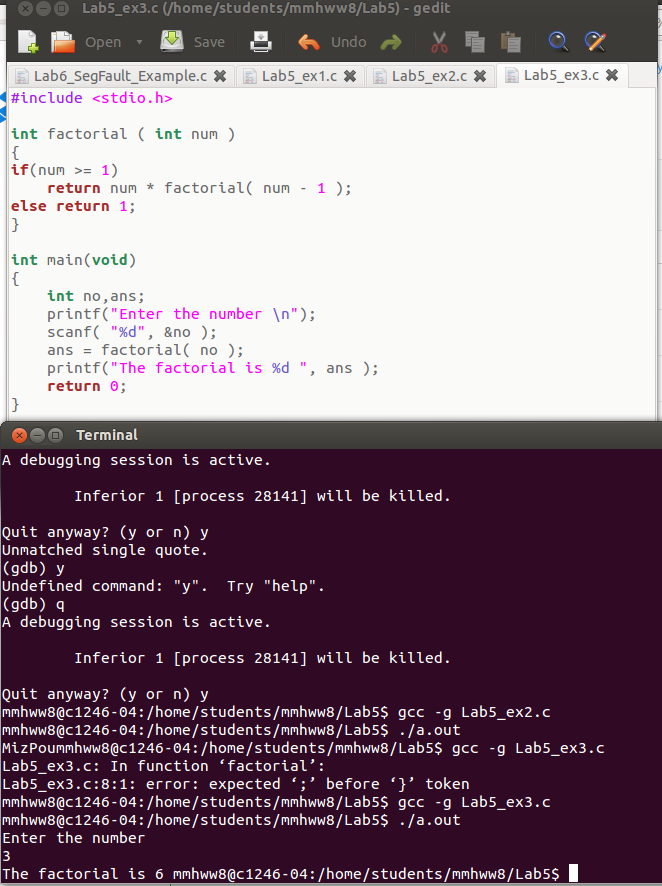 Lab5_ex3.c (/home/students/mmhww8/Lab5) - gedit
Open Save Undo
Lab6_SegFault_Example.c Lab5_ex1.c Lab5_ex2.c Lab5_ex3.c
#include <stdio.h>
int factorial ( int num )
{
if(num >= 1)
    return num * factorial( num - 1 );
else return 1;
}
int main(void)
{
    int no,ans;
    printf("Enter the number \n");
    scanf( "%d", &no );
    ans = factorial( no );
    printf("The factorial is %d ", ans );
    return 0;
}
Terminal
A debugging session is active.
        Inferior 1 [process 28141] will be killed.
Quit anyway? (y or n) y
Unmatched single quote.
(gdb) y
Undefined command: "y".  Try "help".
(gdb) q
A debugging session is active.
        Inferior 1 [process 28141] will be killed.
Quit anyway? (y or n) y
mmhww8@c1246-04:/home/students/mmhww8/Lab5$ gcc -g Lab5_ex2.c
mmhww8@c1246-04:/home/students/mmhww8/Lab5$ ./a.out
MizPoummhww8@c1246-04:/home/students/mmhww8/Lab5$ gcc -g Lab5_ex3.c
Lab5_ex3.c: In function ‘factorial’:
Lab5_ex3.c:8:1: error: expected ‘;’ before ‘}’ token
mmhww8@c1246-04:/home/students/mmhww8/Lab5$ gcc -g Lab5_ex3.c
mmhww8@c1246-04:/home/students/mmhww8/Lab5$ ./a.out
Enter the number
3
The factorial is 6 mmhww8@c1246-04:/home/students/mmhww8/Lab5$